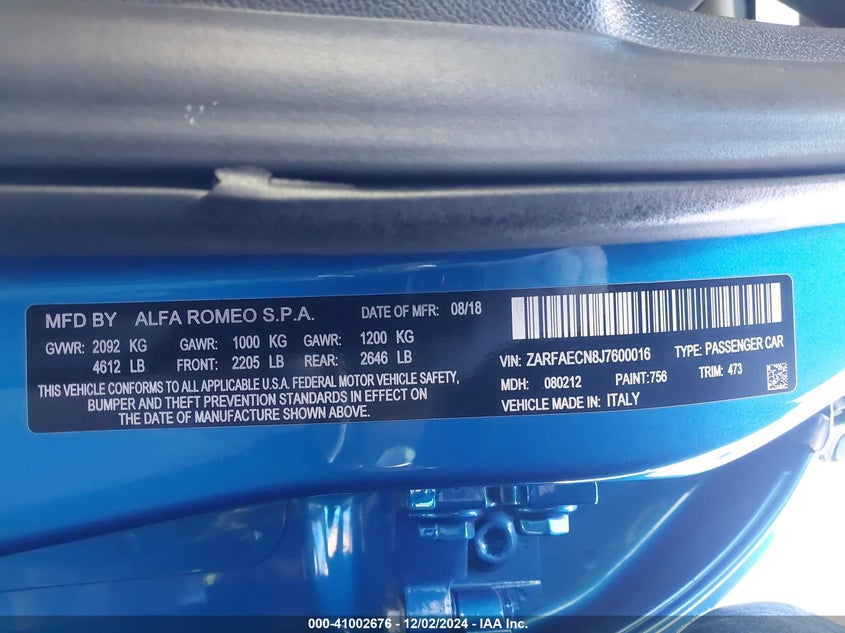 MFD BY ALFA ROMEO S.P.A. DATE OF MFR: 08/18
GVWR: 2092 KG GAWR: 1000 KG GAWR: 1200 KG
4612 LB FRONT: 2205 LB REAR: 2646 LB
THIS VEHICLE CONFORMS TO ALL APPLICABLE U.S.A. FEDERAL MOTOR VEHICLE SAFETY,
BUMPER AND THEFT PREVENTION STANDARDS IN EFFECT ON
THE DATE OF MANUFACTURE SHOWN ABOVE.
VIN: ZARFAECN8J7600016 TYPE: PASSENGER CAR
MDH: 080212 PAINT: 756 TRIM: 473
VEHICLE MADE IN: ITALY
000-41002676 - 12/02/2024 - IAA Inc.